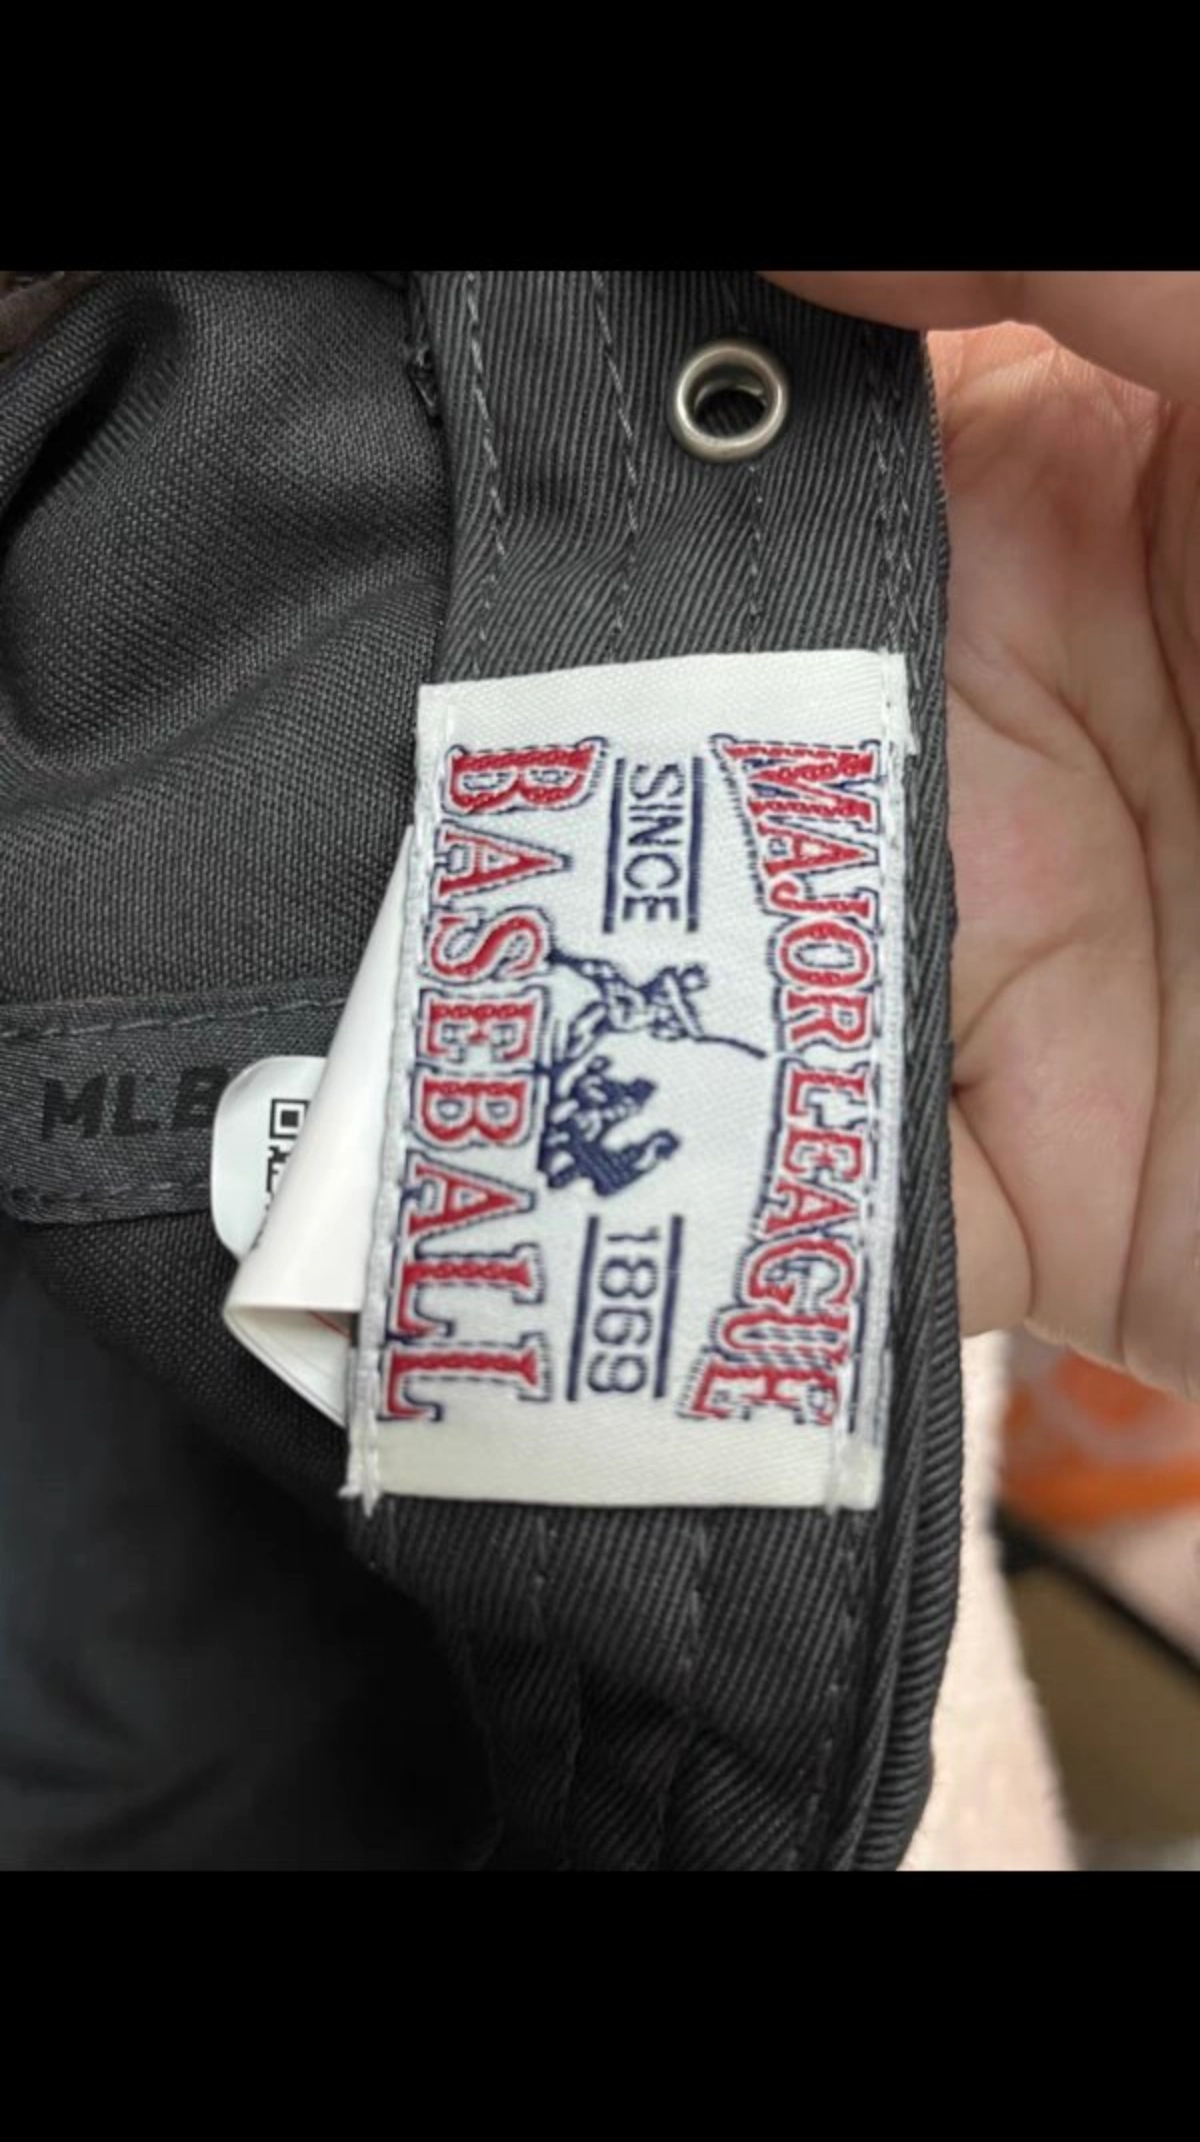 MAJOR LEAGUE
SINCE 1869
BASEBALL
MLB